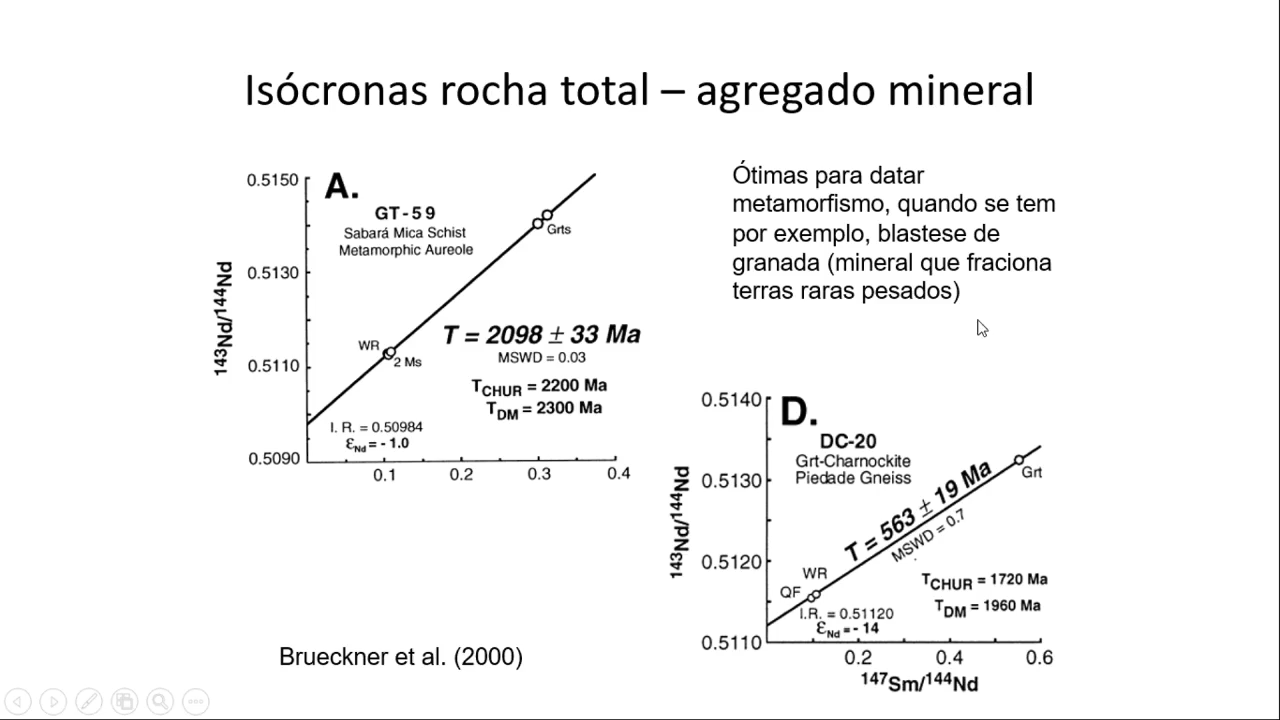 Isócronas rocha total – agregado mineral
Ótimas para datar
metamorfismo, quando se tem
por exemplo, blastese de
granada (mineral que fraciona
terras raras pesados)
A.
GT-59
Sabará Mica Schist
Metamorphic Aureole
143Nd/144Nd
0.5150
0.5130
0.5110
0.5090
Grts
WR
2 Ms
T = 2098 ± 33 Ma
MSWD = 0.03
TCHUR = 2200 Ma
TDM = 2300 Ma
I. R. = 0.50984
εNd = - 1.0
0.1 0.2 0.3 0.4
D.
DC-20
Grt-Charnockite
Piedade Gneiss
143Nd/144Nd
0.5140
0.5130
0.5120
0.5110
Grt
T = 563 ± 19 Ma
MSWD = 0.7
WR
QF
TCHUR = 1720 Ma
TDM = 1960 Ma
I.R. = 0.51120
εNd = - 14
0.2 0.4 0.6
147Sm/144Nd
Brueckner et al. (2000)